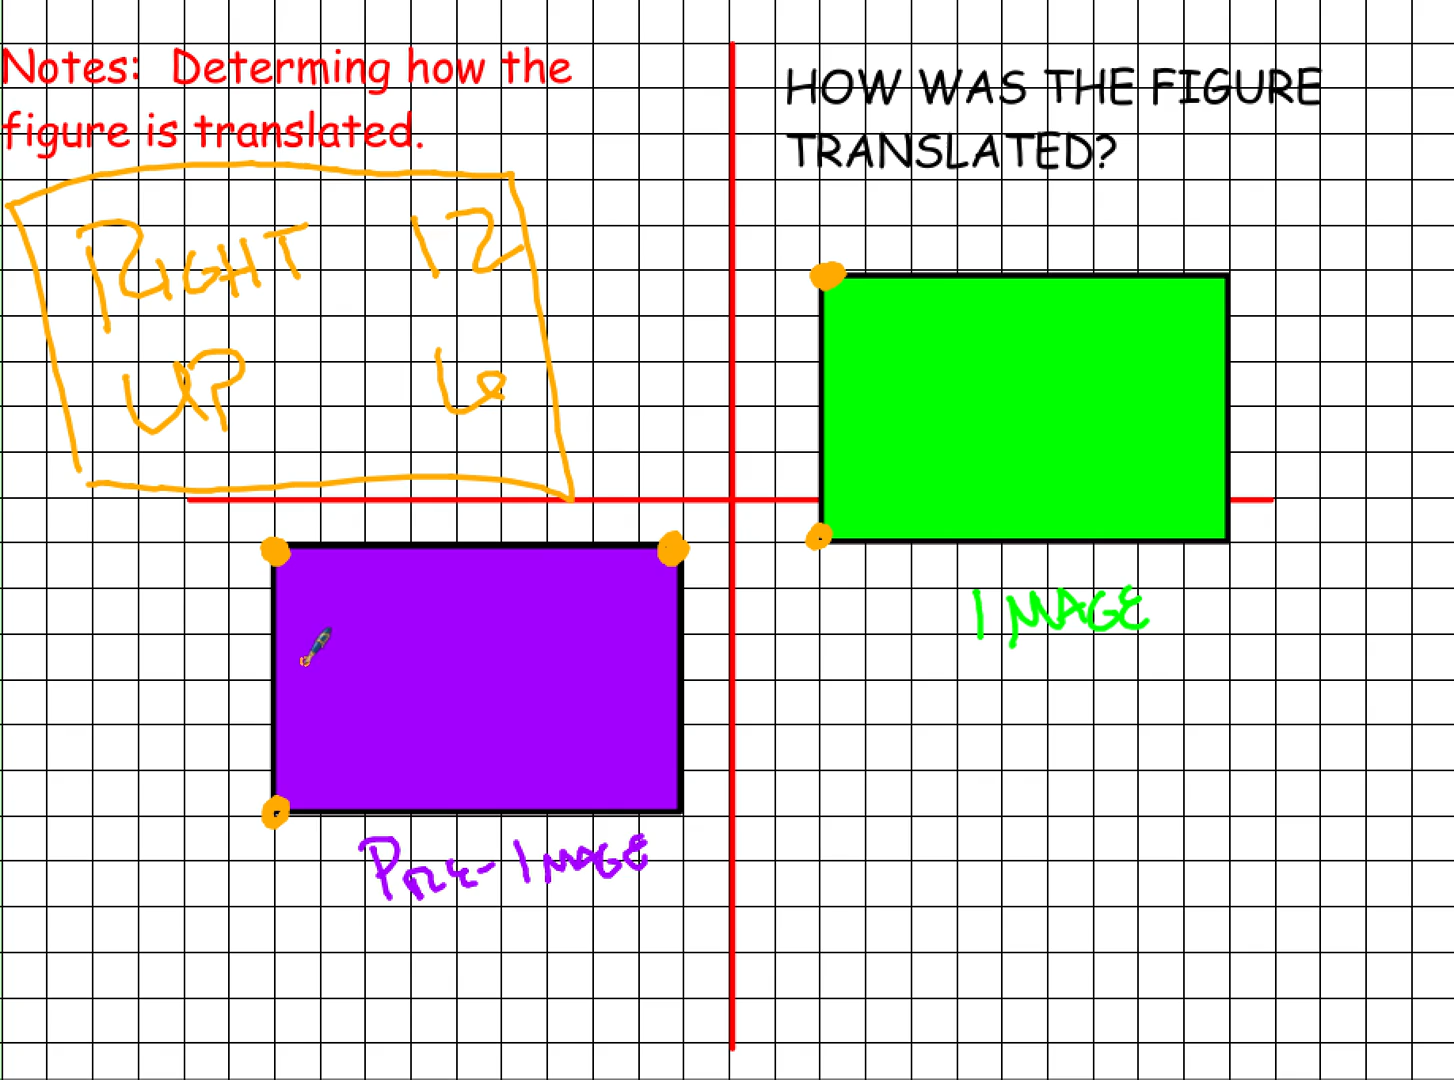 Notes: Determing how the
figure is translated.
HOW WAS THE FIGURE
TRANSLATED?
RIGHT 12
UP 6
IMAGE
PRE-IMAGE